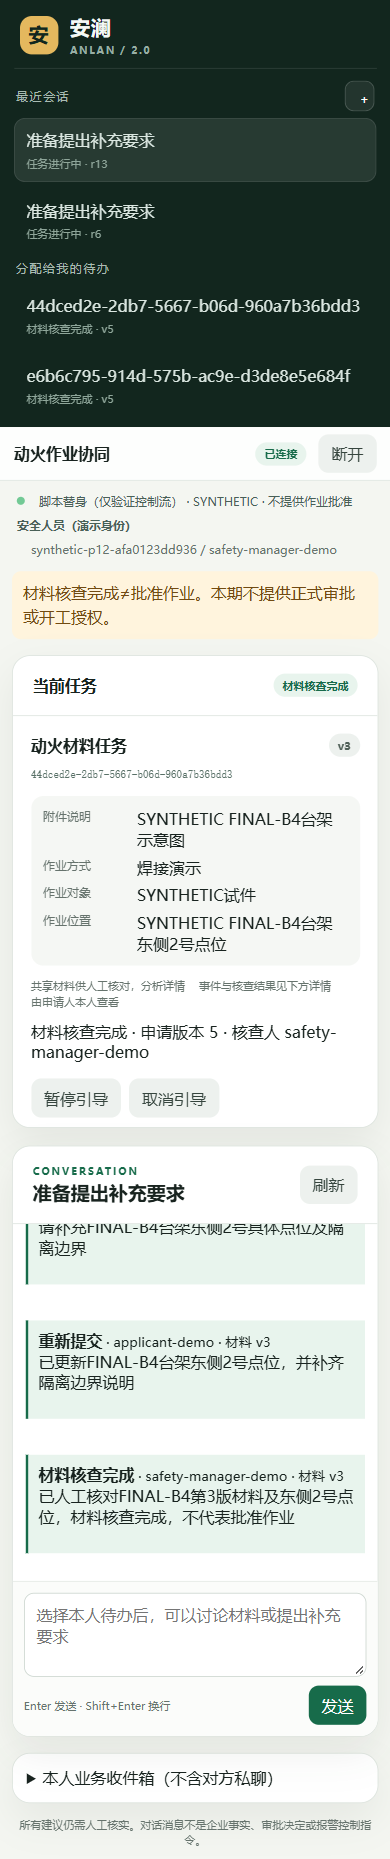 安
安澜
ANLAN / 2.0
最近会话
+
准备提出补充要求
任务进行中 · r13
准备提出补充要求
任务进行中 · r6
分配给我的待办
44dced2e-2db7-5667-b06d-960a7b36bdd3
材料核查完成 · v5
e6b6c795-914d-575b-ac9e-d3de8e5e684f
材料核查完成 · v5
动火作业协同
已连接
断开
脚本替身（仅验证控制流）· SYNTHETIC · 不提供作业批准
安全人员（演示身份）
synthetic-p12-afa0123dd936 / safety-manager-demo
材料核查完成≠批准作业。本期不提供正式审批
或开工授权。
当前任务
材料核查完成
动火材料任务
v3
44dced2e-2db7-5667-b06d-960a7b36bdd3
附件说明
SYNTHETIC FINAL-B4台架
示意图
作业方式
焊接演示
作业对象
SYNTHETIC试件
作业位置
SYNTHETIC FINAL-B4台架
东侧2号点位
共享材料供人工核对，分析详情
由申请人本人查看
事件与核查结果见下方详情
材料核查完成 · 申请版本 5 · 核查人 safety-
manager-demo
暂停引导
取消引导
CONVERSATION
准备提出补充要求
刷新
请补充FINAL-B4台架东侧2号具体点位及隔
离边界
重新提交 · applicant-demo · 材料 v3
已更新FINAL-B4台架东侧2号点位，并补齐
隔离边界说明
材料核查完成 · safety-manager-demo · 材料 v3
已人工核对FINAL-B4第3版材料及东侧2号点
位，材料核查完成，不代表批准作业
选择本人待办后，可以讨论材料或提出补充
要求
Enter 发送 · Shift+Enter 换行
发送
▶ 本人业务收件箱（不含对方私聊）
所有建议仍需人工核实。对话消息不是企业事实、审批决定或报警控制指
令。